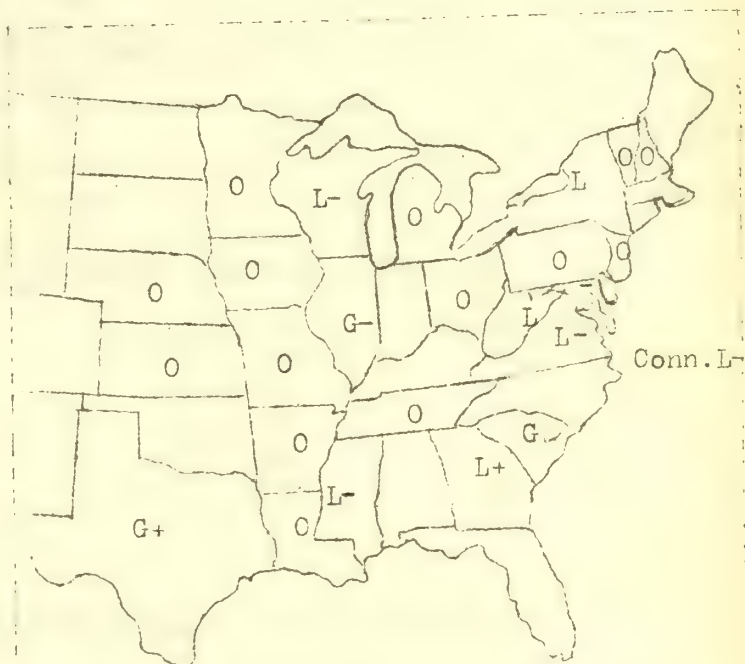 O O
L
O L- O
O
O O O O
L
G- L-
O O Conn.L-
O
O G
L+
L-
G+ O